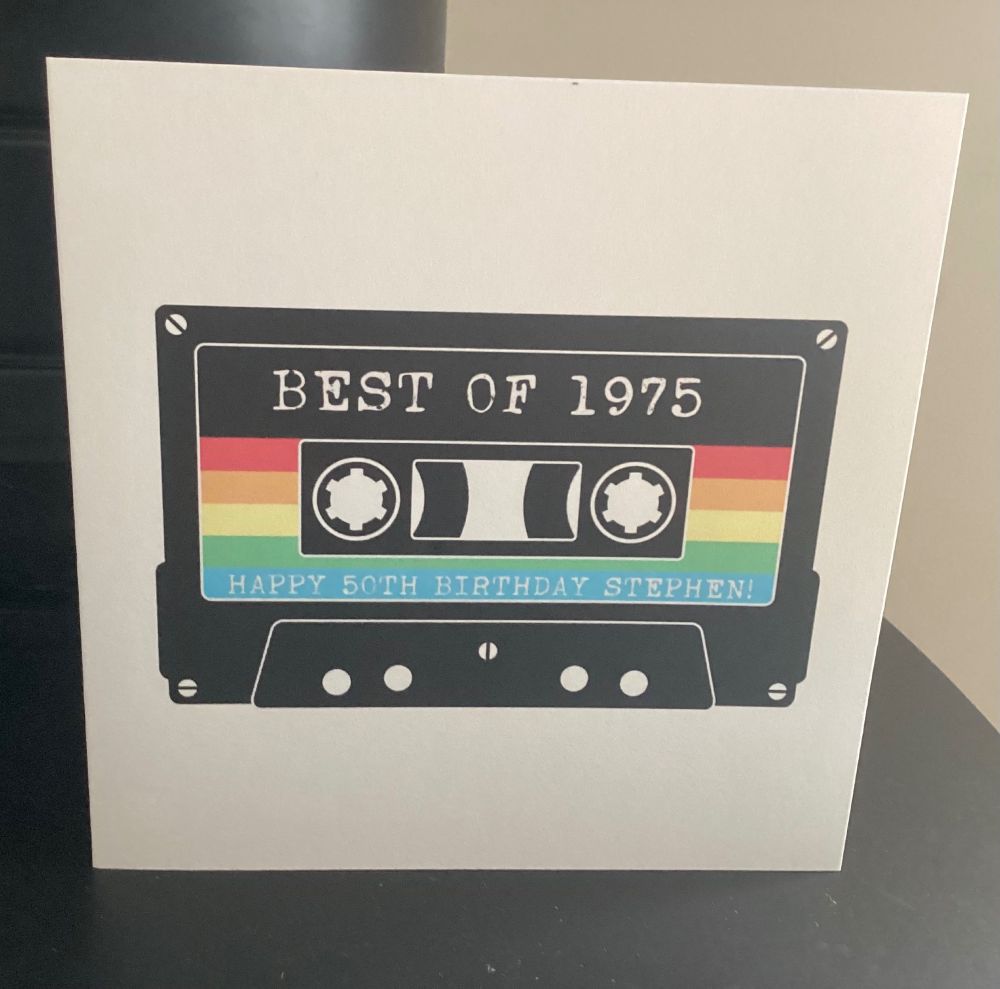 BEST OF 1975
HAPPY 50TH BIRTHDAY STEPHEN!